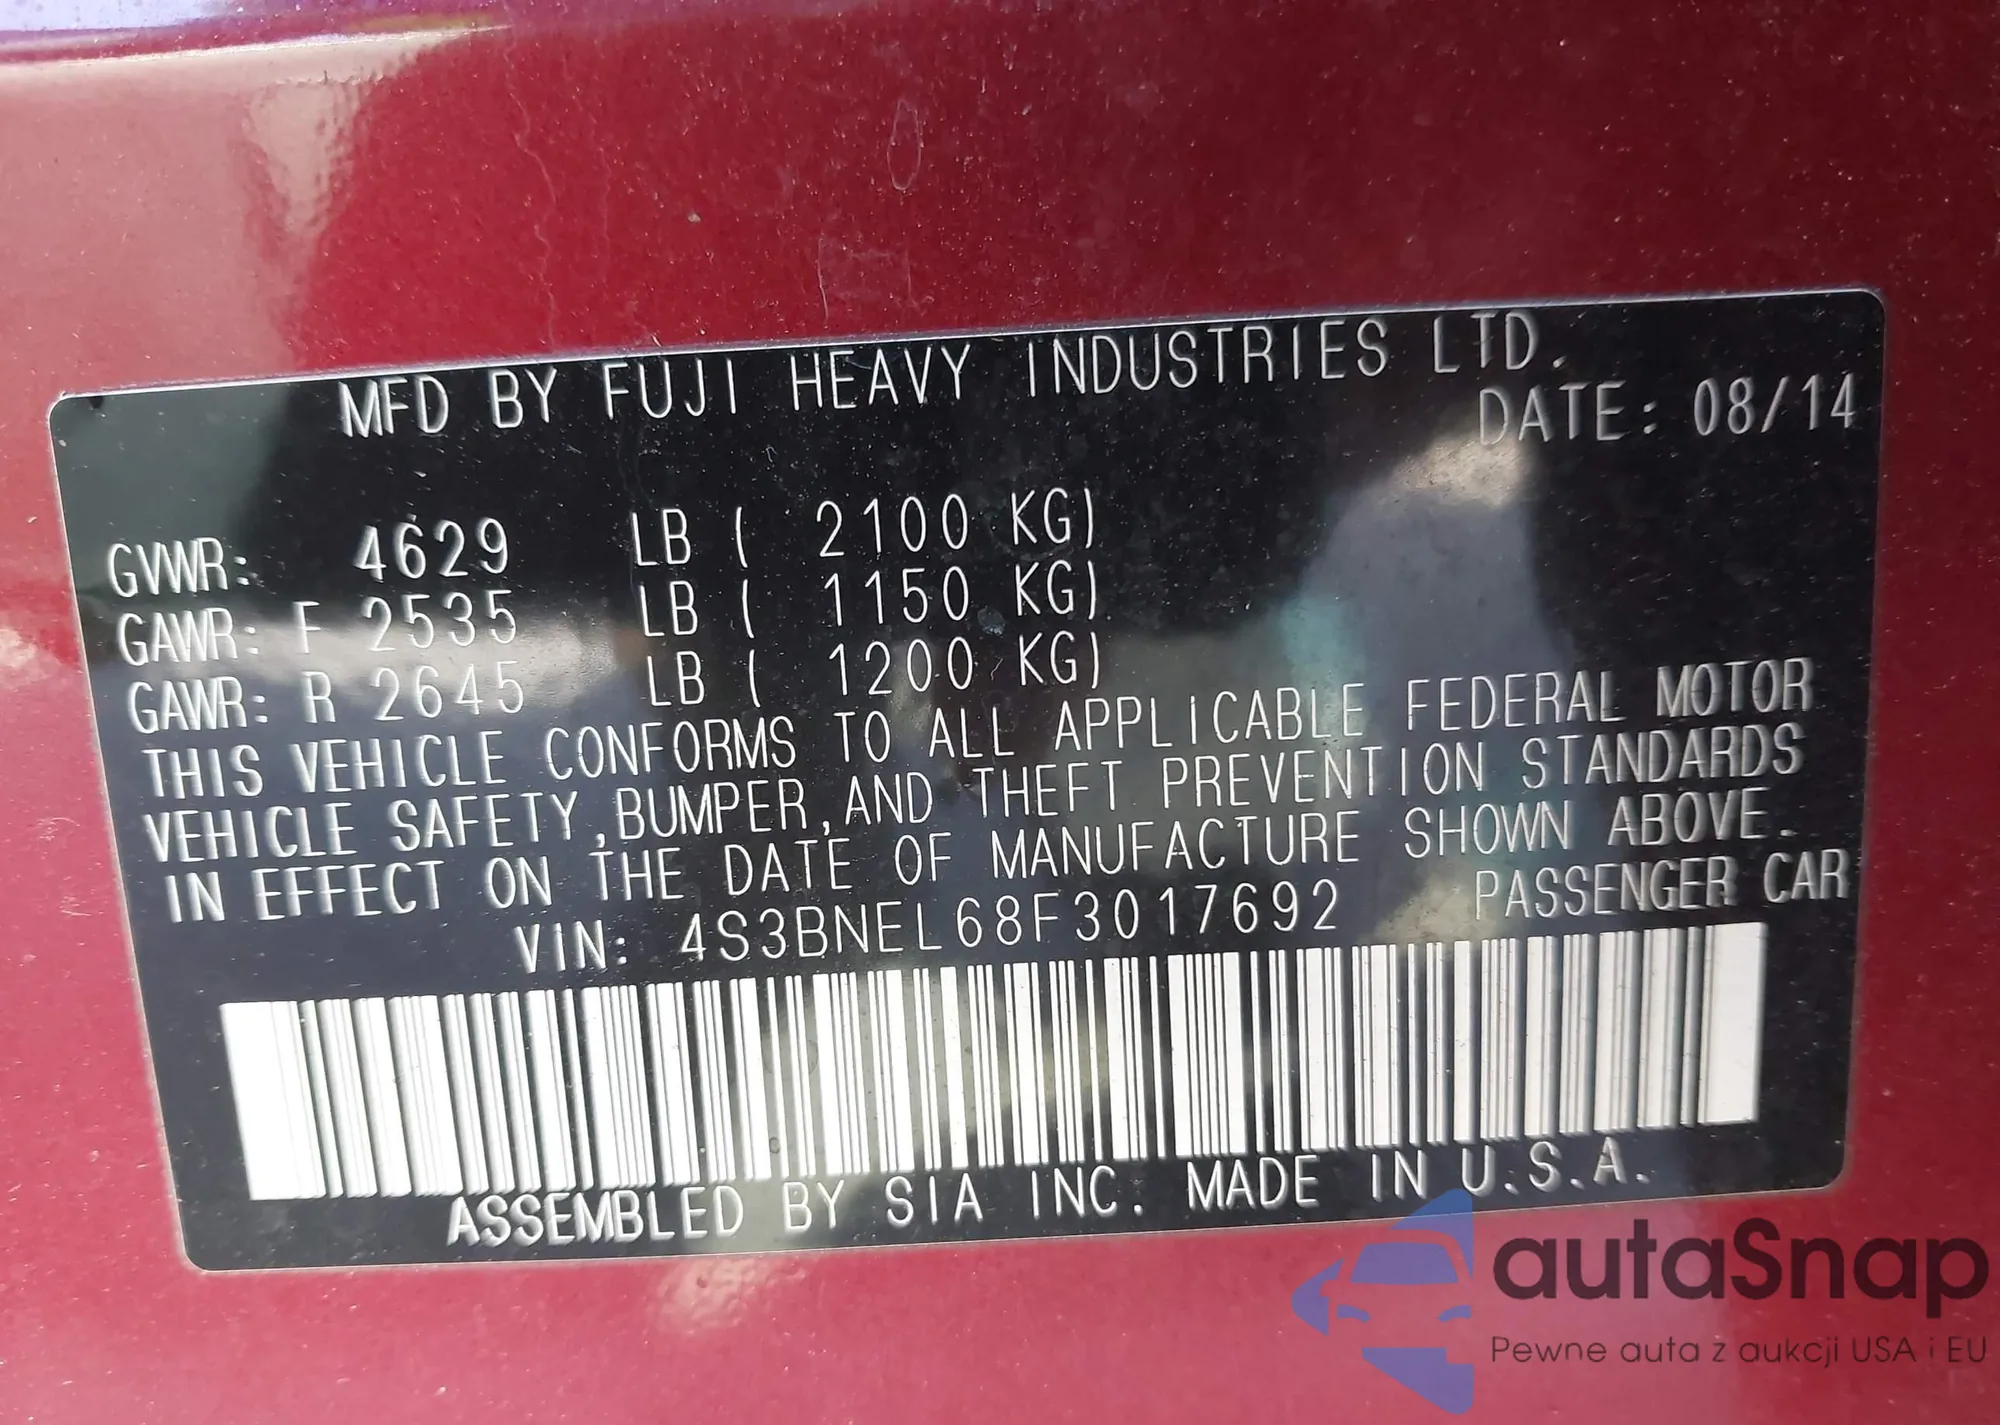 MFD BY FUJI HEAVY INDUSTRIES LTD.
DATE: 08/14
GVWR: 4629 LB ( 2100 KG)
GAWR: F 2535 LB ( 1150 KG)
GAWR: R 2645 LB ( 1200 KG)
THIS VEHICLE CONFORMS TO ALL APPLICABLE FEDERAL MOTOR
VEHICLE SAFETY,BUMPER,AND THEFT PREVENTION STANDARDS
IN EFFECT ON THE DATE OF MANUFACTURE SHOWN ABOVE.
VIN: 4S3BNEL68F3017692 PASSENGER CAR
ASSEMBLED BY SIA INC. MADE IN U.S.A.
autaSnap
Pewne auta z aukcji USA i EU